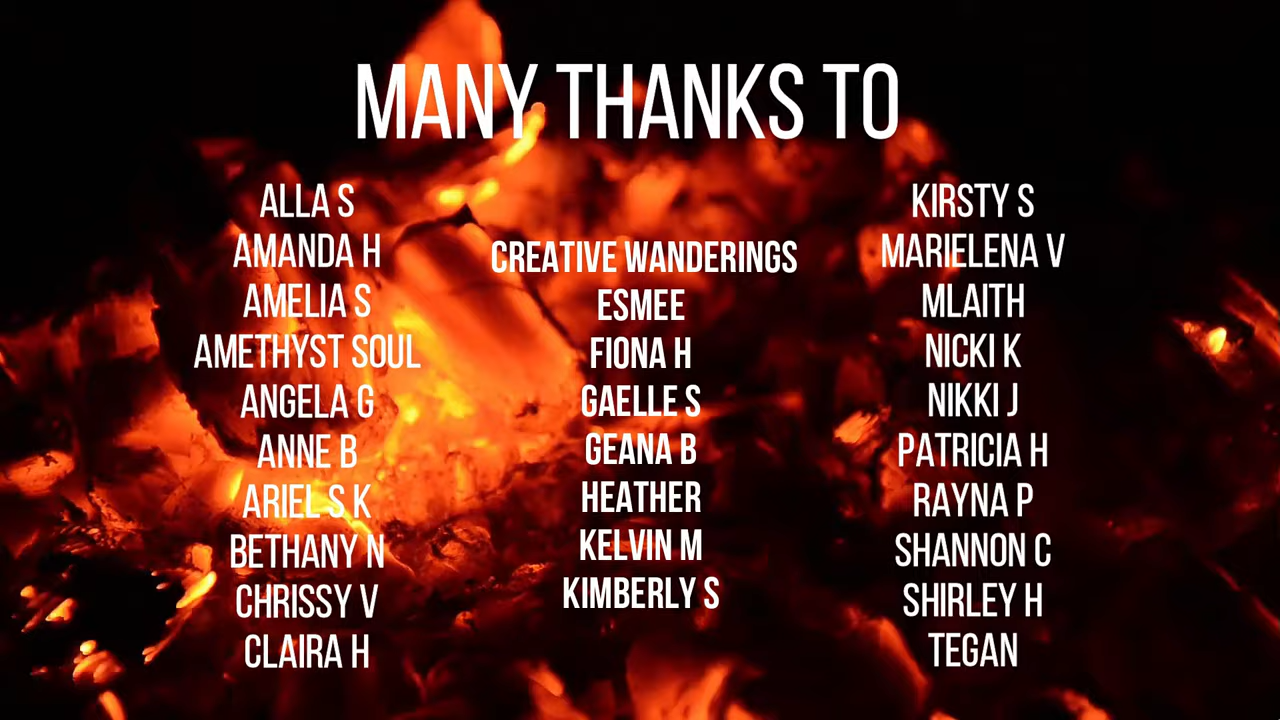 MANY THANKS TO
ALLA S
AMANDA H
AMELIA S
AMETHYST SOUL
ANGELA G
ANNE B
ARIEL S K
BETHANY N
CHRISSY V
CLAIRA H
CREATIVE WANDERINGS
ESMEE
FIONA H
GAELLE S
GEANA B
HEATHER
KELVIN M
KIMBERLY S
KIRSTY S
MARIELENA V
MLAITH
NICKI K
NIKKI J
PATRICIA H
RAYNA P
SHANNON C
SHIRLEY H
TEGAN